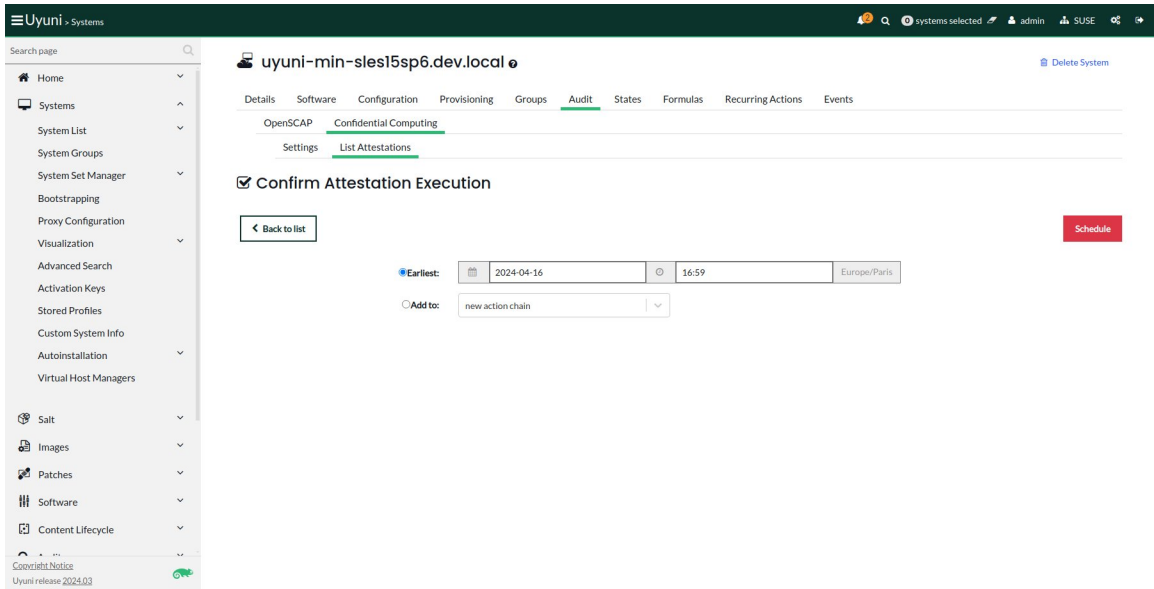 Uyuni > Systems
2
0 systems selected
admin
SUSE
Search page
Home
Systems
System List
System Groups
System Set Manager
Bootstrapping
Proxy Configuration
Visualization
Advanced Search
Activation Keys
Stored Profiles
Custom System Info
Autoinstallation
Virtual Host Managers
Salt
Images
Patches
Software
Content Lifecycle
Copyright Notice
Uyuni release 2024.03
uyuni-min-sles15sp6.dev.local
Delete System
Details Software Configuration Provisioning Groups Audit States Formulas Recurring Actions Events
OpenSCAP Confidential Computing
Settings List Attestations
Confirm Attestation Execution
Back to list
Schedule
Earliest: 2024-04-16 16:59 Europe/Paris
Add to: new action chain